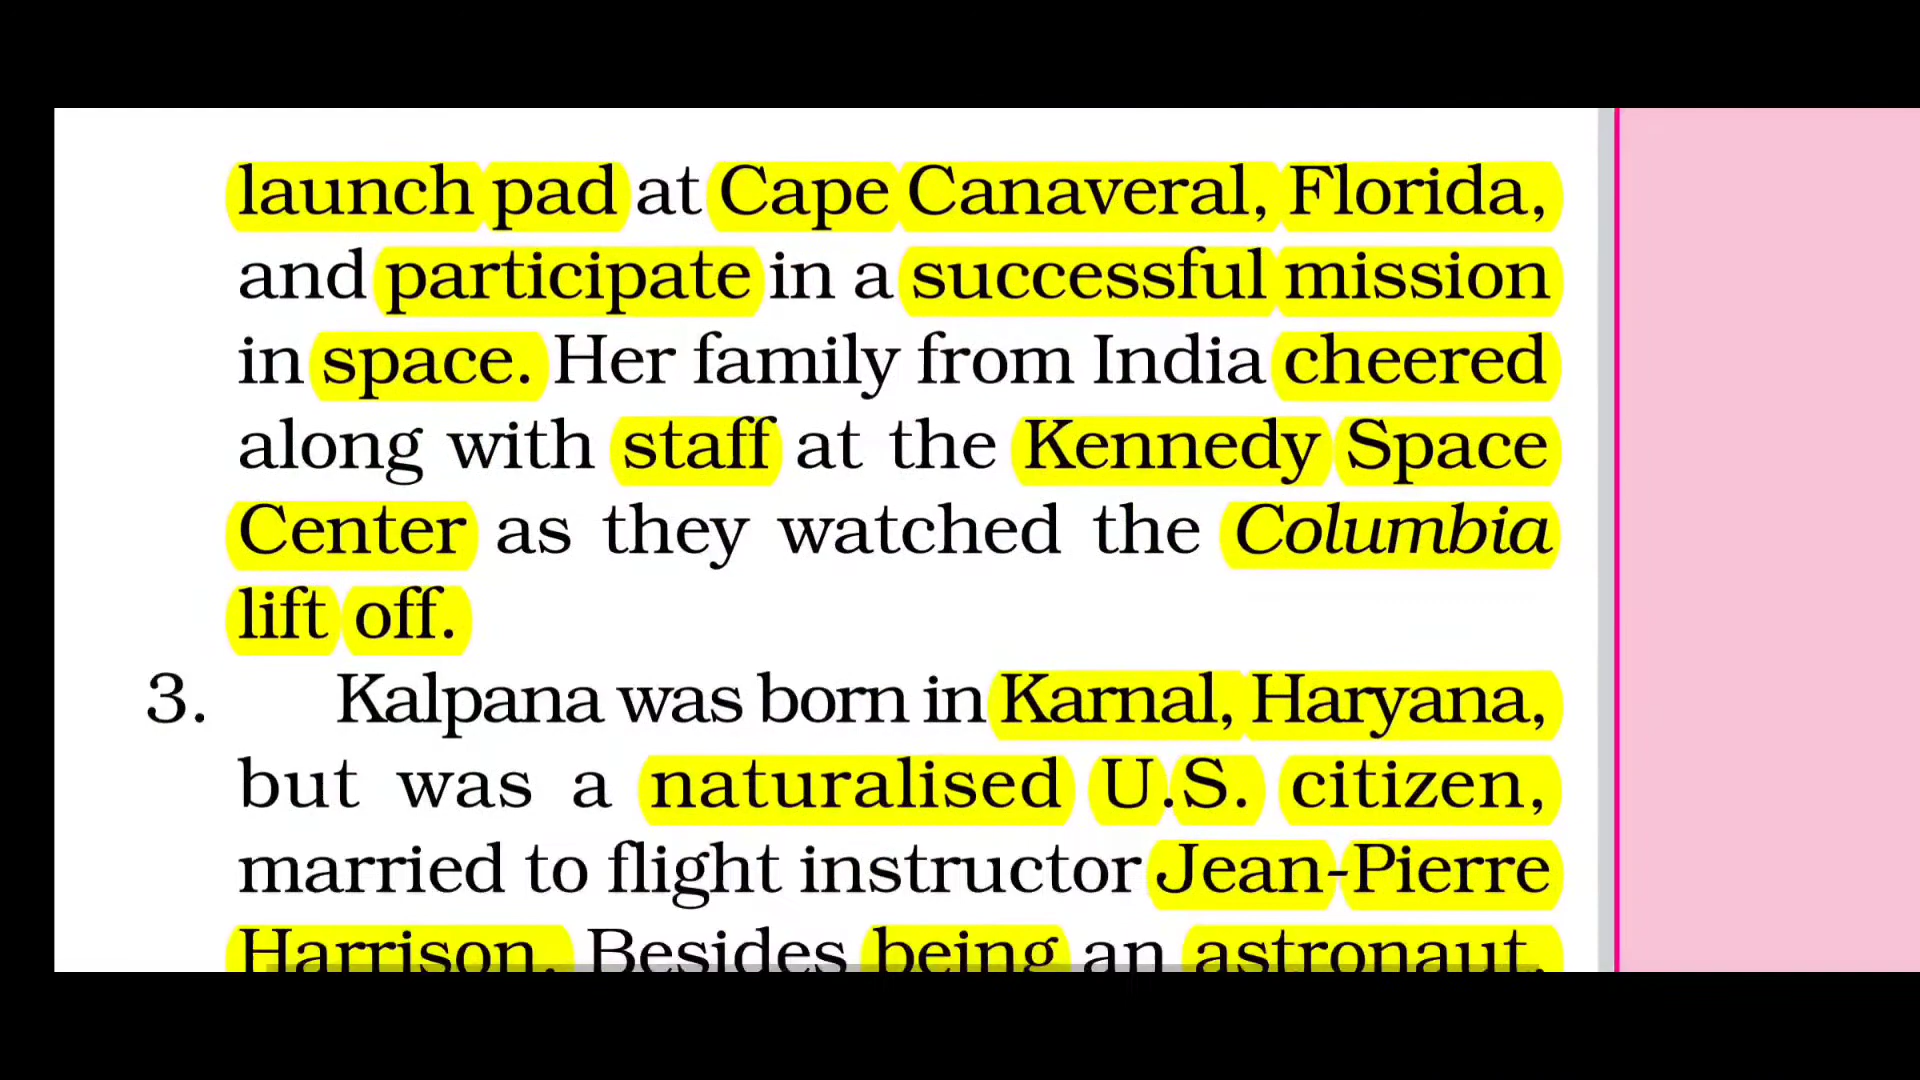 launch pad at Cape Canaveral, Florida,
and participate in a successful mission
in space. Her family from India cheered
along with staff at the Kennedy Space
Center as they watched the Columbia
lift off.
3. Kalpana was born in Karnal, Haryana,
but was a naturalised U.S. citizen,
married to flight instructor Jean-Pierre
Harrison. Besides being an astronaut,